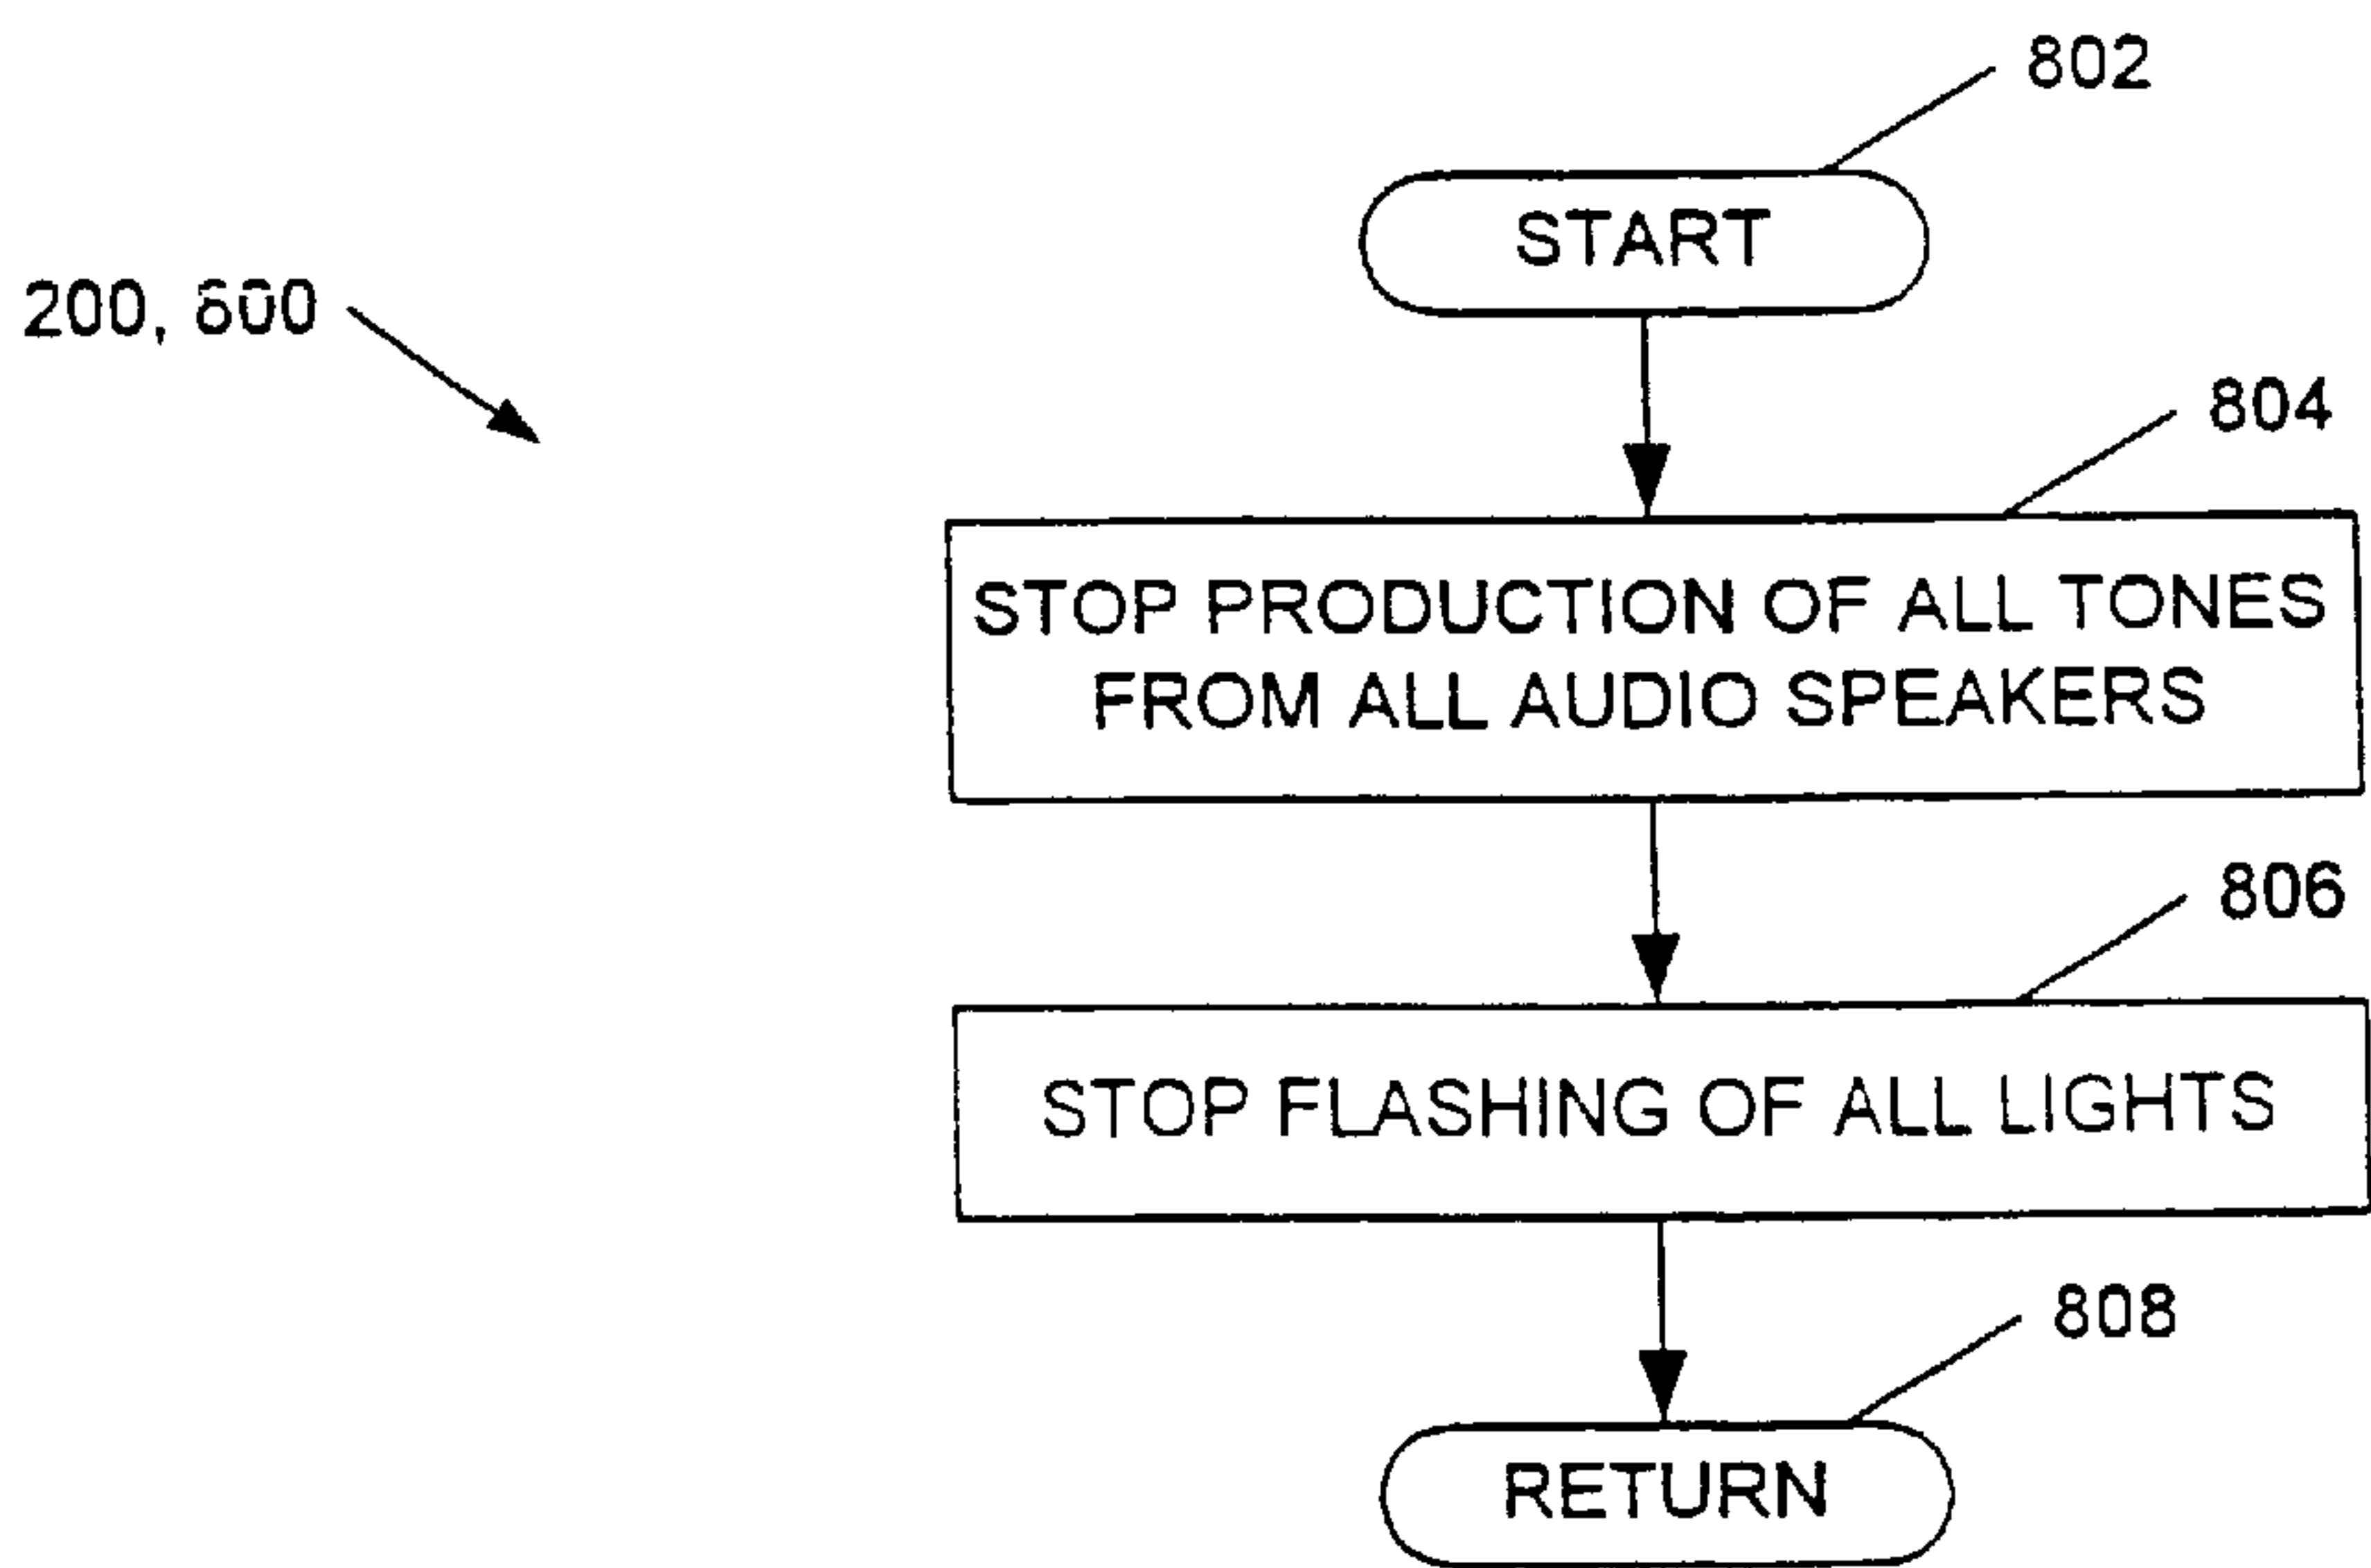 802
START
200, 800
804
STOP PRODUCTION OF ALL TONES
FROM ALL AUDIO SPEAKERS
806
STOP FLASHING OF ALL LIGHTS
808
RETURN